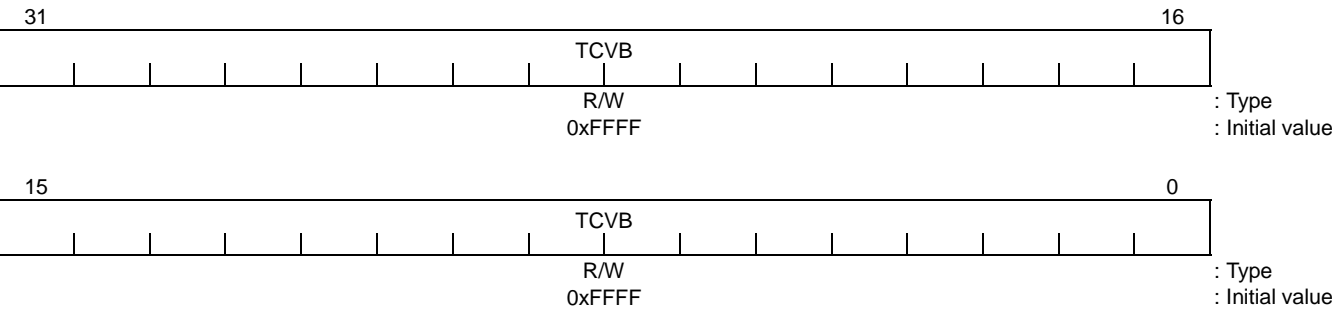 31 16
TCVB
R/W : Type
0xFFFF : Initial value
15 0
TCVB
R/W : Type
0xFFFF : Initial value